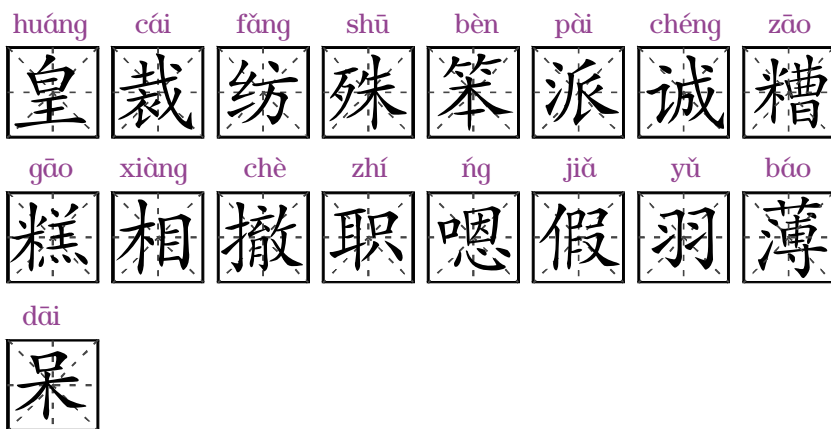 huáng cái fǎng shū bèn pài chéng zāo
皇 裁 纺 殊 笨 派 诚 糟
gāo xiàng chè zhí ńg jiǎ yǔ báo
糕 相 撤 职 嗯 假 羽 薄
dāi
呆